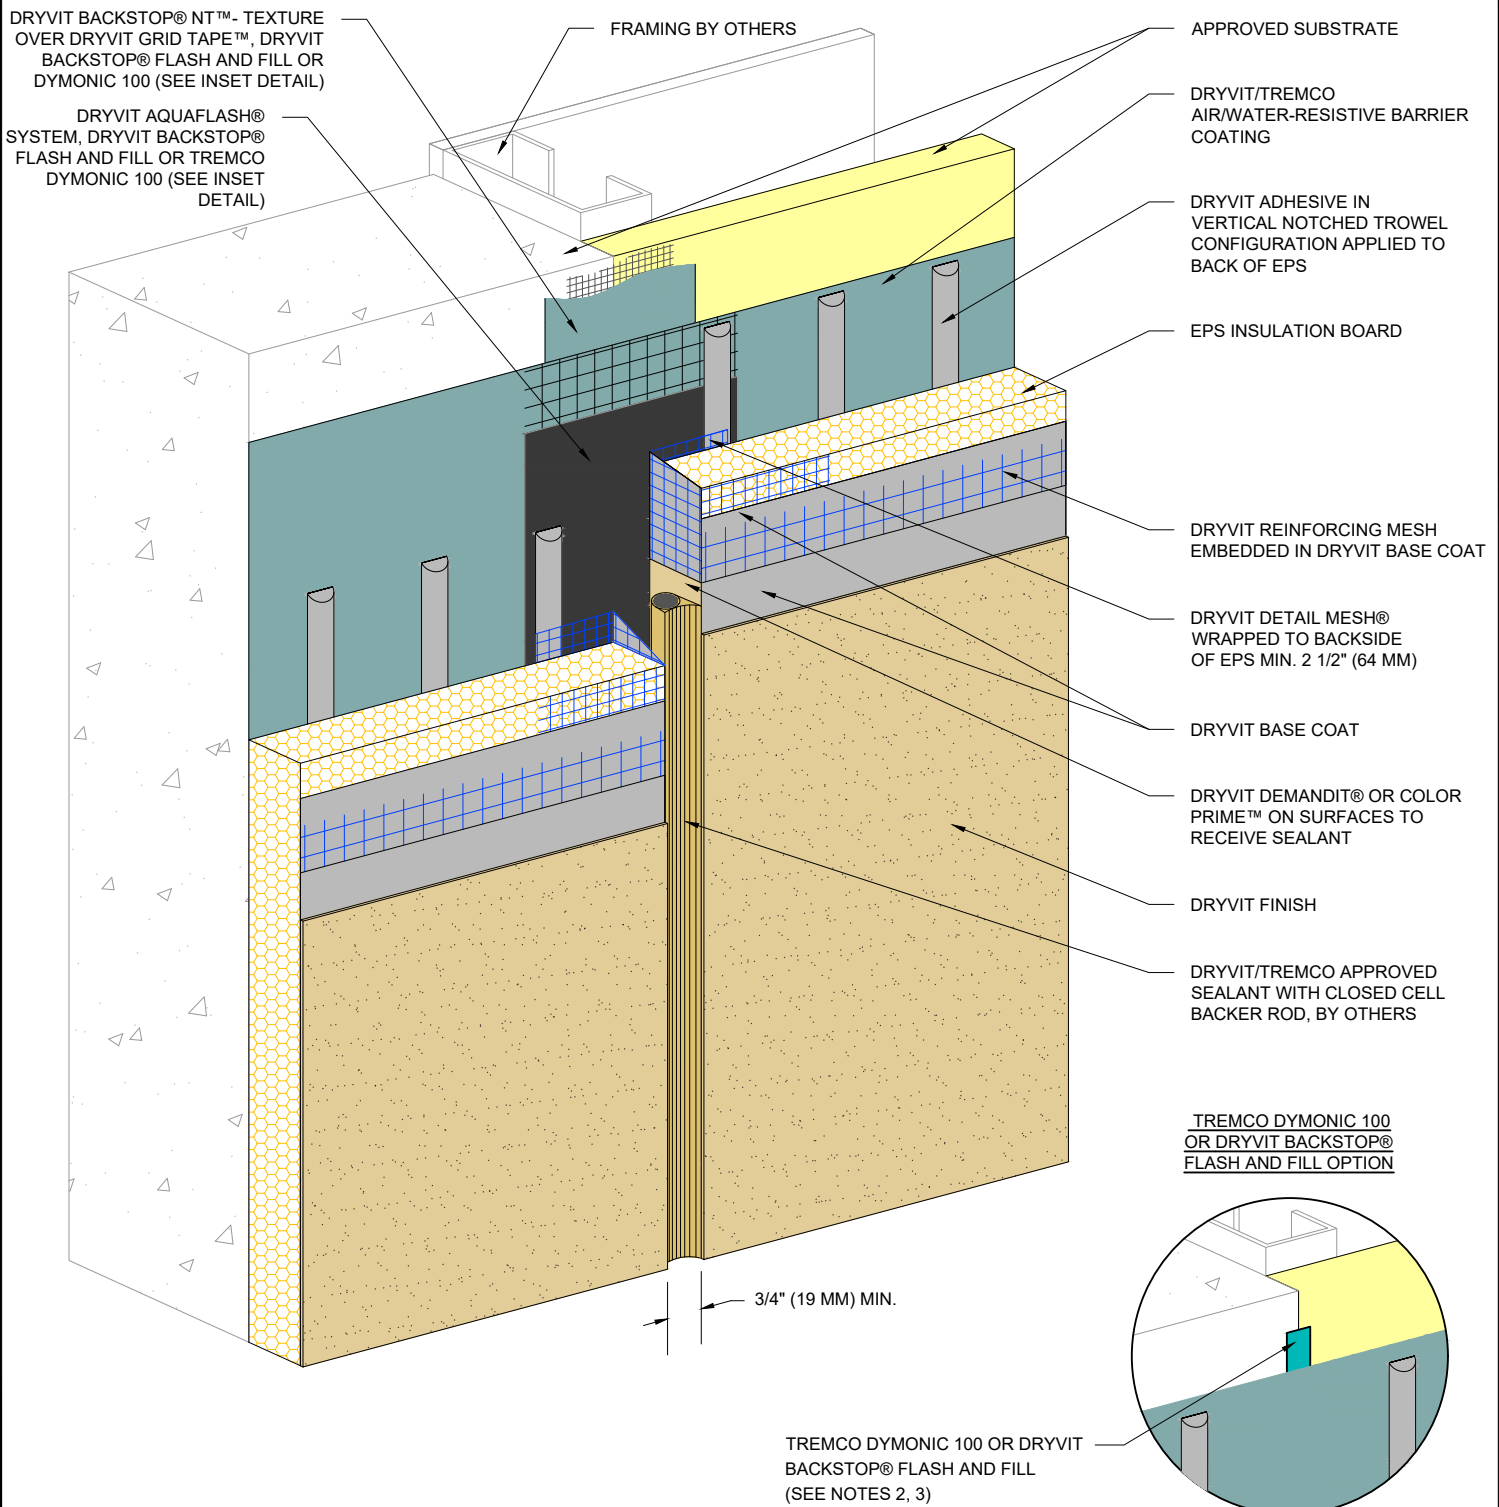 DRYVIT BACKSTOP® NT™- TEXTURE
OVER DRYVIT GRID TAPE™, DRYVIT
BACKSTOP® FLASH AND FILL OR
DYMONIC 100 (SEE INSET DETAIL)
DRYVIT AQUAFLASH®
SYSTEM, DRYVIT BACKSTOP®
FLASH AND FILL OR TREMCO
DYMONIC 100 (SEE INSET
DETAIL)
FRAMING BY OTHERS
APPROVED SUBSTRATE
DRYVIT/TREMCO
AIR/WATER-RESISTIVE BARRIER
COATING
DRYVIT ADHESIVE IN
VERTICAL NOTCHED TROWEL
CONFIGURATION APPLIED TO
BACK OF EPS
EPS INSULATION BOARD
DRYVIT REINFORCING MESH
EMBEDDED IN DRYVIT BASE COAT
DRYVIT DETAIL MESH®
WRAPPED TO BACKSIDE
OF EPS MIN. 2 1/2" (64 MM)
DRYVIT BASE COAT
DRYVIT DEMANDIT® OR COLOR
PRIME™ ON SURFACES TO
RECEIVE SEALANT
DRYVIT FINISH
DRYVIT/TREMCO APPROVED
SEALANT WITH CLOSED CELL
BACKER ROD, BY OTHERS
TREMCO DYMONIC 100
OR DRYVIT BACKSTOP®
FLASH AND FILL OPTION
3/4" (19 MM) MIN.
TREMCO DYMONIC 100 OR DRYVIT
BACKSTOP® FLASH AND FILL
(SEE NOTES 2, 3)